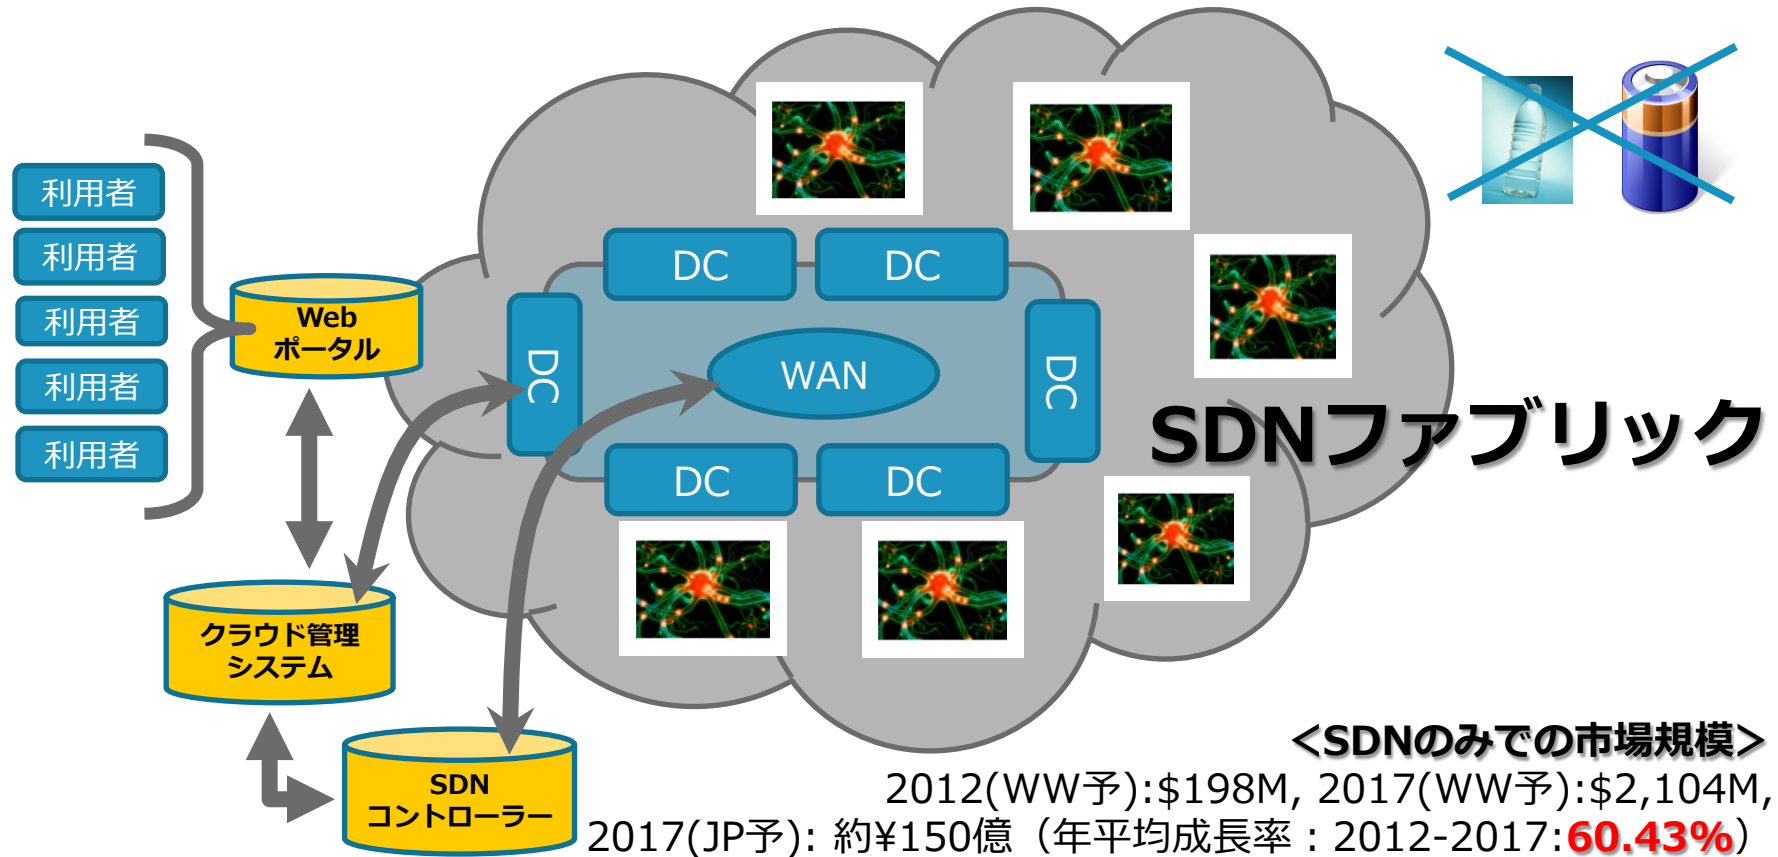 利用者
利用者
利用者
利用者
利用者
Web
ポータル
クラウド管理
システム
SDN
コントローラー
DC
DC
DC
WAN
DC
DC
DC
SDNファブリック
<SDNのみでの市場規模>
2012(WW予):$198M, 2017(WW予):$2,104M,
2017(JP予): 約¥150億（年平均成長率：2012-2017:60.43%）